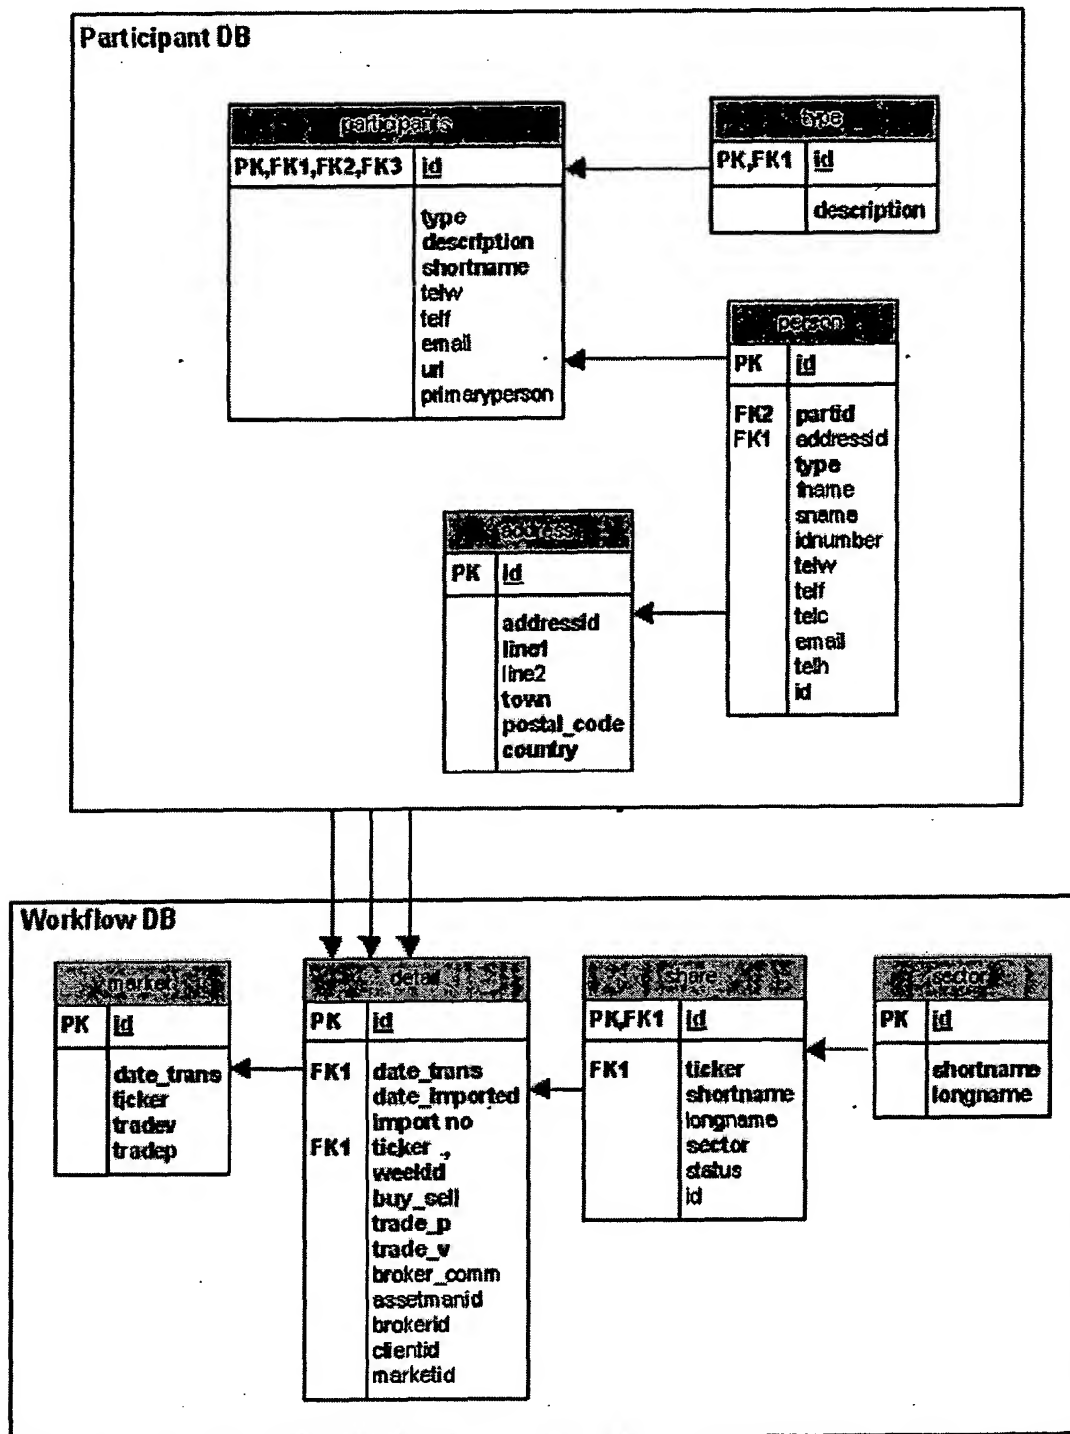 Participant DB
participants
PK,FK1,FK2,FK3 id
type
description
shortname
telw
telf
email
url
primaryperson
type
PK,FK1 id
description
person
PK id
FK2 partid
FK1 addressid
type
fname
sname
idnumber
telw
telf
telc
email
telh
id
address
PK id
addressid
line1
line2
town
postal_code
country
Workflow DB
market
PK id
date_trans
ticker
tradev
tradep
detail
PK id
FK1 date_trans
date_imported
import no
FK1 ticker
weekid
buy_sell
trade_p
trade_v
broker_comm
assetmanid
brokerid
clientid
marketid
share
PK,FK1 id
FK1 ticker
shortname
longname
sector
status
id
sector
PK id
shortname
longname